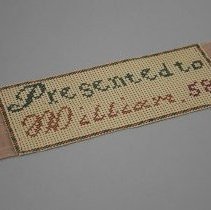 Presented to
William. 58